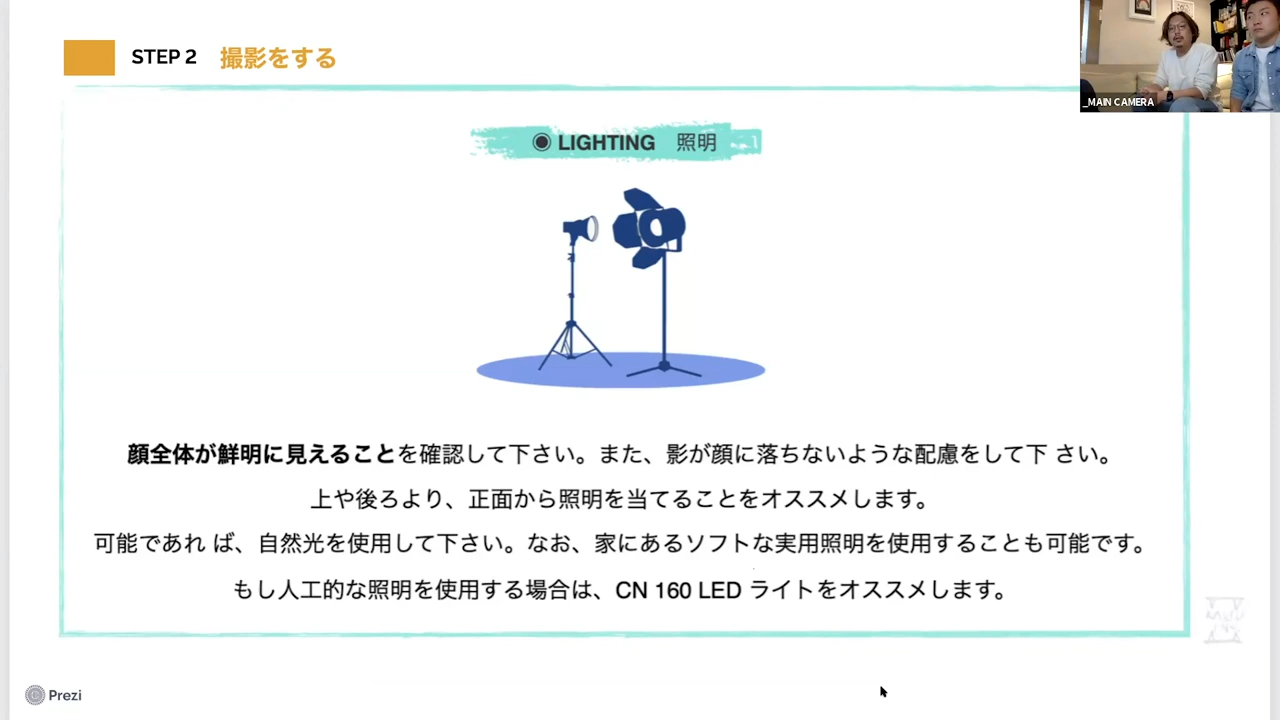 STEP 2 撮影をする
_MAIN CAMERA
◉ LIGHTING 照明
顔全体が鮮明に見えることを確認して下さい。また、影が顔に落ちないような配慮をして下 さい。
上や後ろより、正面から照明を当てることをオススメします。
可能であれ ば、自然光を使用して下さい。なお、家にあるソフトな実用照明を使用することも可能です。
もし人工的な照明を使用する場合は、CN 160 LED ライトをオススメします。
Prezi